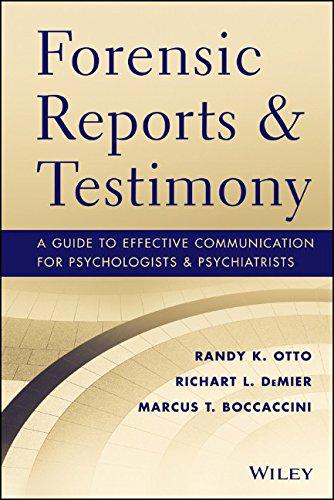 Forensic
Reports &
Testimony
A GUIDE TO EFFECTIVE COMMUNICATION
FOR PSYCHOLOGISTS & PSYCHIATRISTS
RANDY K. OTTO
RICHART L. DEMIER
MARCUS T. BOCCACCINI
WILEY